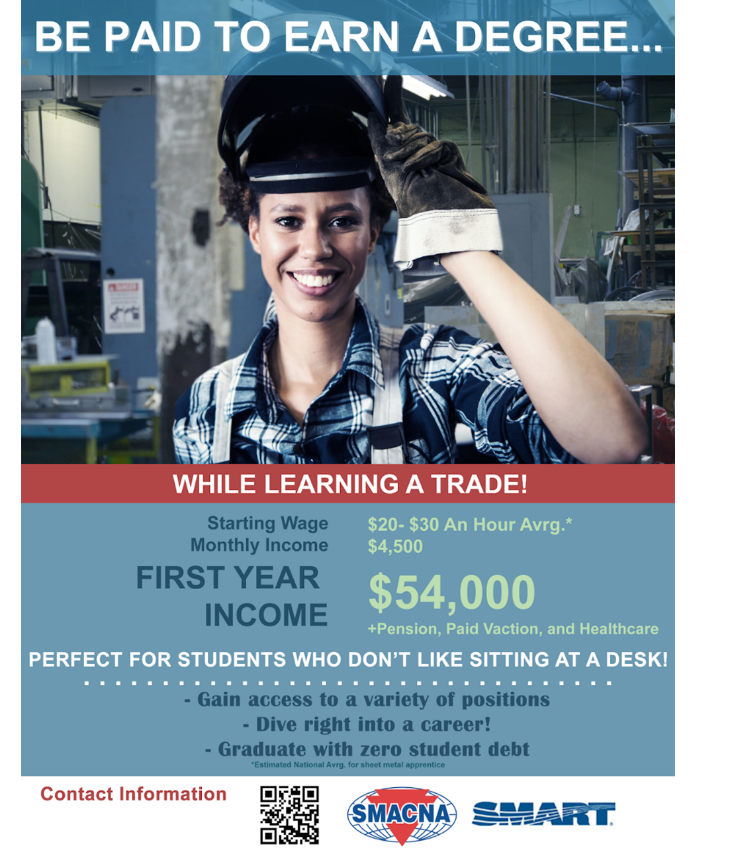 BE PAID TO EARN A DEGREE...
DANGER
WHILE LEARNING A TRADE!
Starting Wage $20- $30 An Hour Avrg.*
Monthly Income $4,500
FIRST YEAR
INCOME
$54,000
+Pension, Paid Vaction, and Healthcare
PERFECT FOR STUDENTS WHO DON'T LIKE SITTING AT A DESK!
- Gain access to a variety of positions
- Dive right into a career!
- Graduate with zero student debt
*Estimated National Avrg. for sheet metal apprentice
Contact Information
SMACNA
SMART